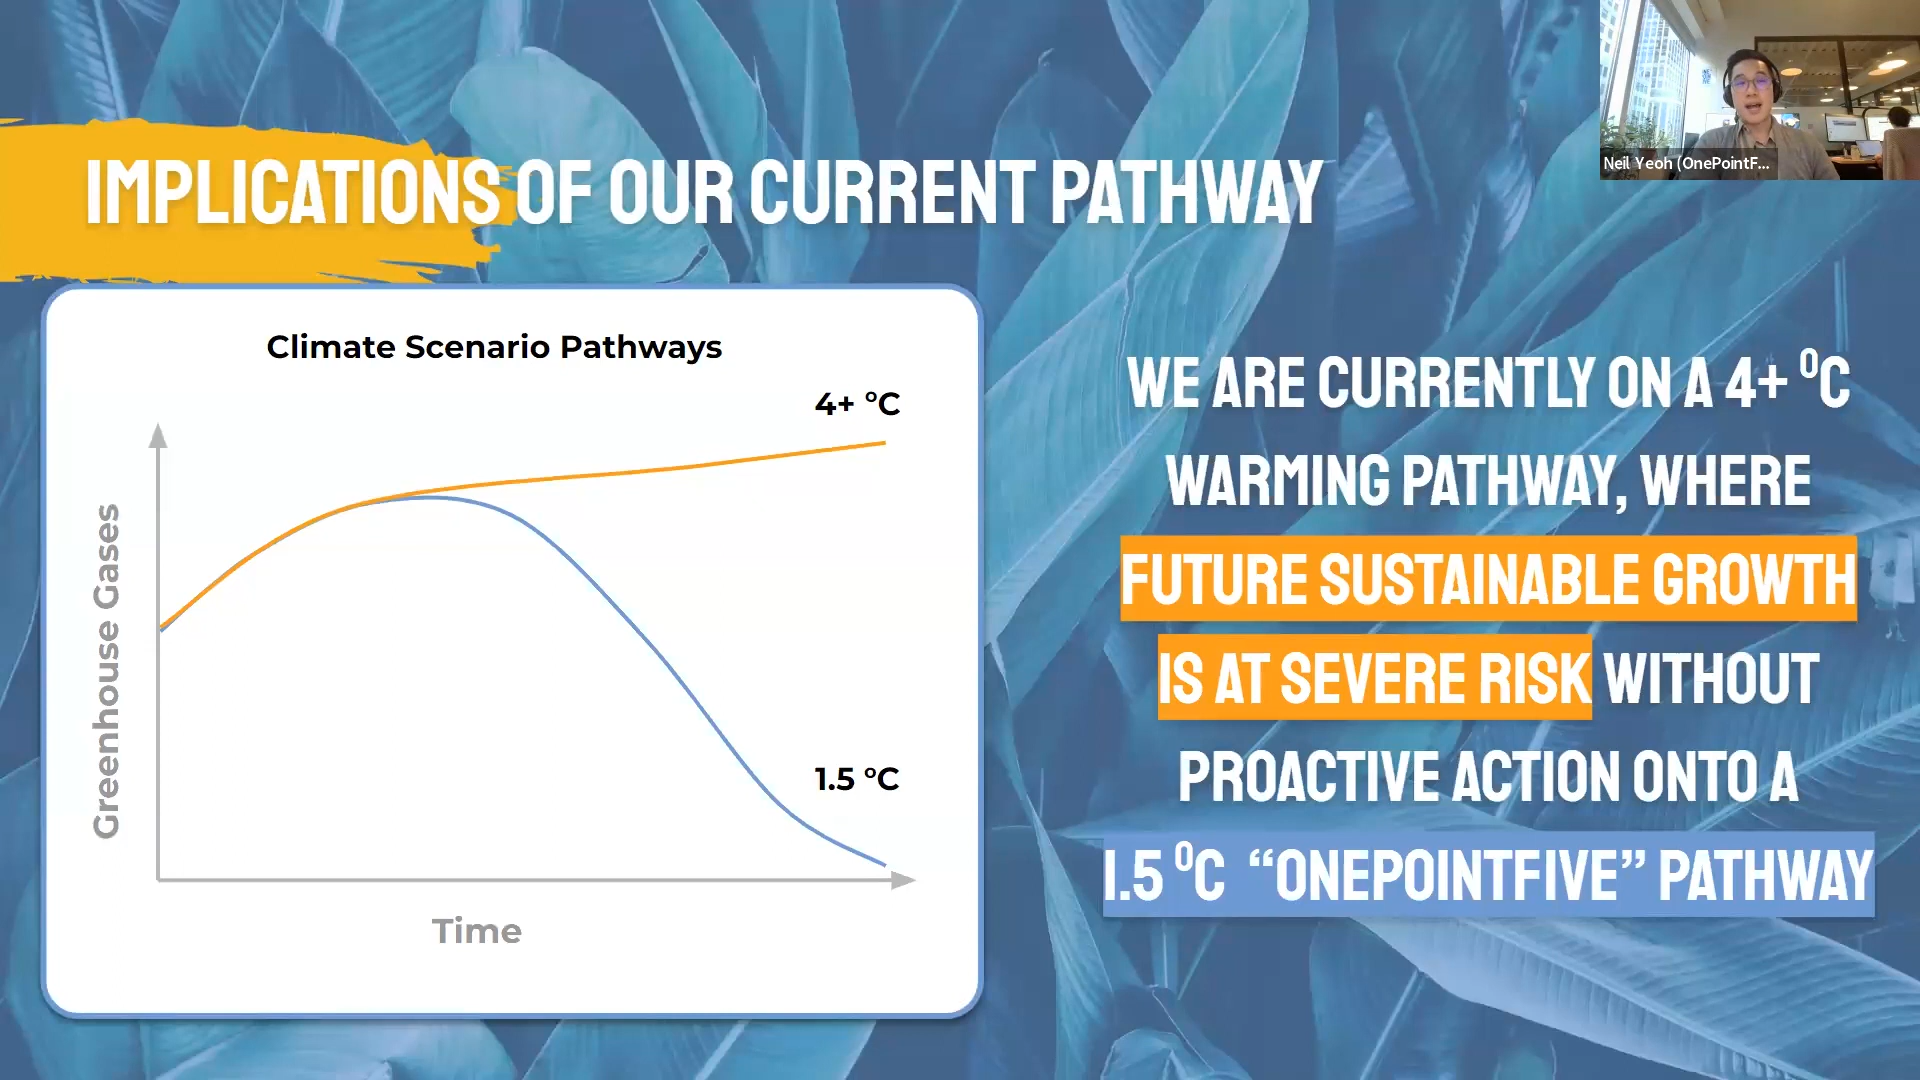 IMPLICATIONS OF OUR CURRENT PATHWAY
Neil Yeoh (OnePointF...
Climate Scenario Pathways
4+ °C
1.5 °C
Greenhouse Gases
Time
WE ARE CURRENTLY ON A 4+ ⁰C
WARMING PATHWAY, WHERE
FUTURE SUSTAINABLE GROWTH
IS AT SEVERE RISK WITHOUT
PROACTIVE ACTION ONTO A
1.5 ⁰C “ONEPOINTFIVE” PATHWAY